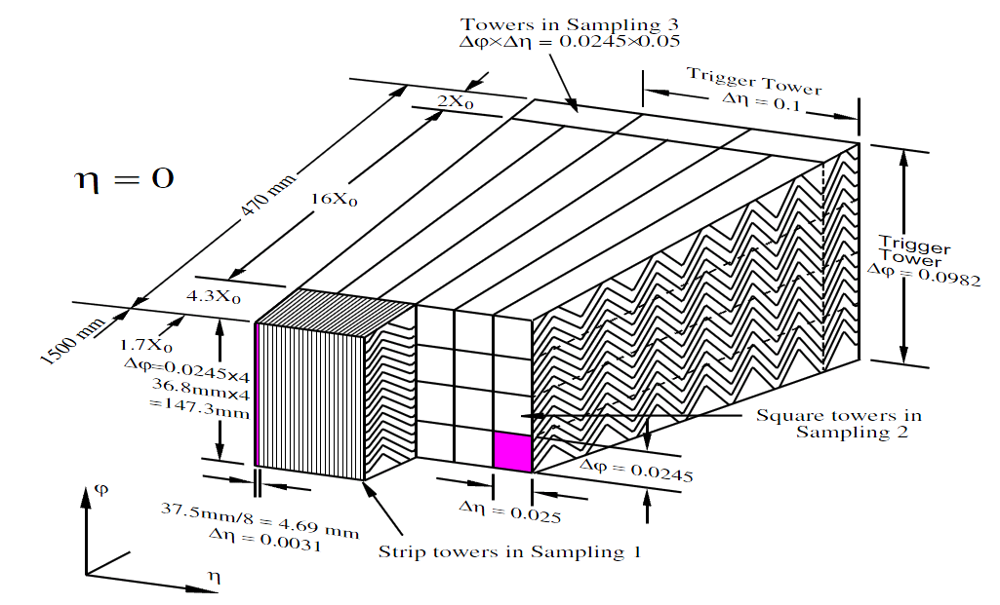 Towers in Sampling 3
Δφ×Δη = 0.0245×0.05
Trigger Tower
Δη = 0.1
2X₀
η = 0
470 mm
16X₀
Trigger
Tower
Δφ = 0.0982
4.3X₀
1500 mm
1.7X₀
Δφ=0.0245x4
36.8mmx4
=147.3mm
Square towers in
Sampling 2
Δφ = 0.0245
Δη = 0.025
37.5mm/8 = 4.69 mm
Δη = 0.0031
Strip towers in Sampling 1
φ
η